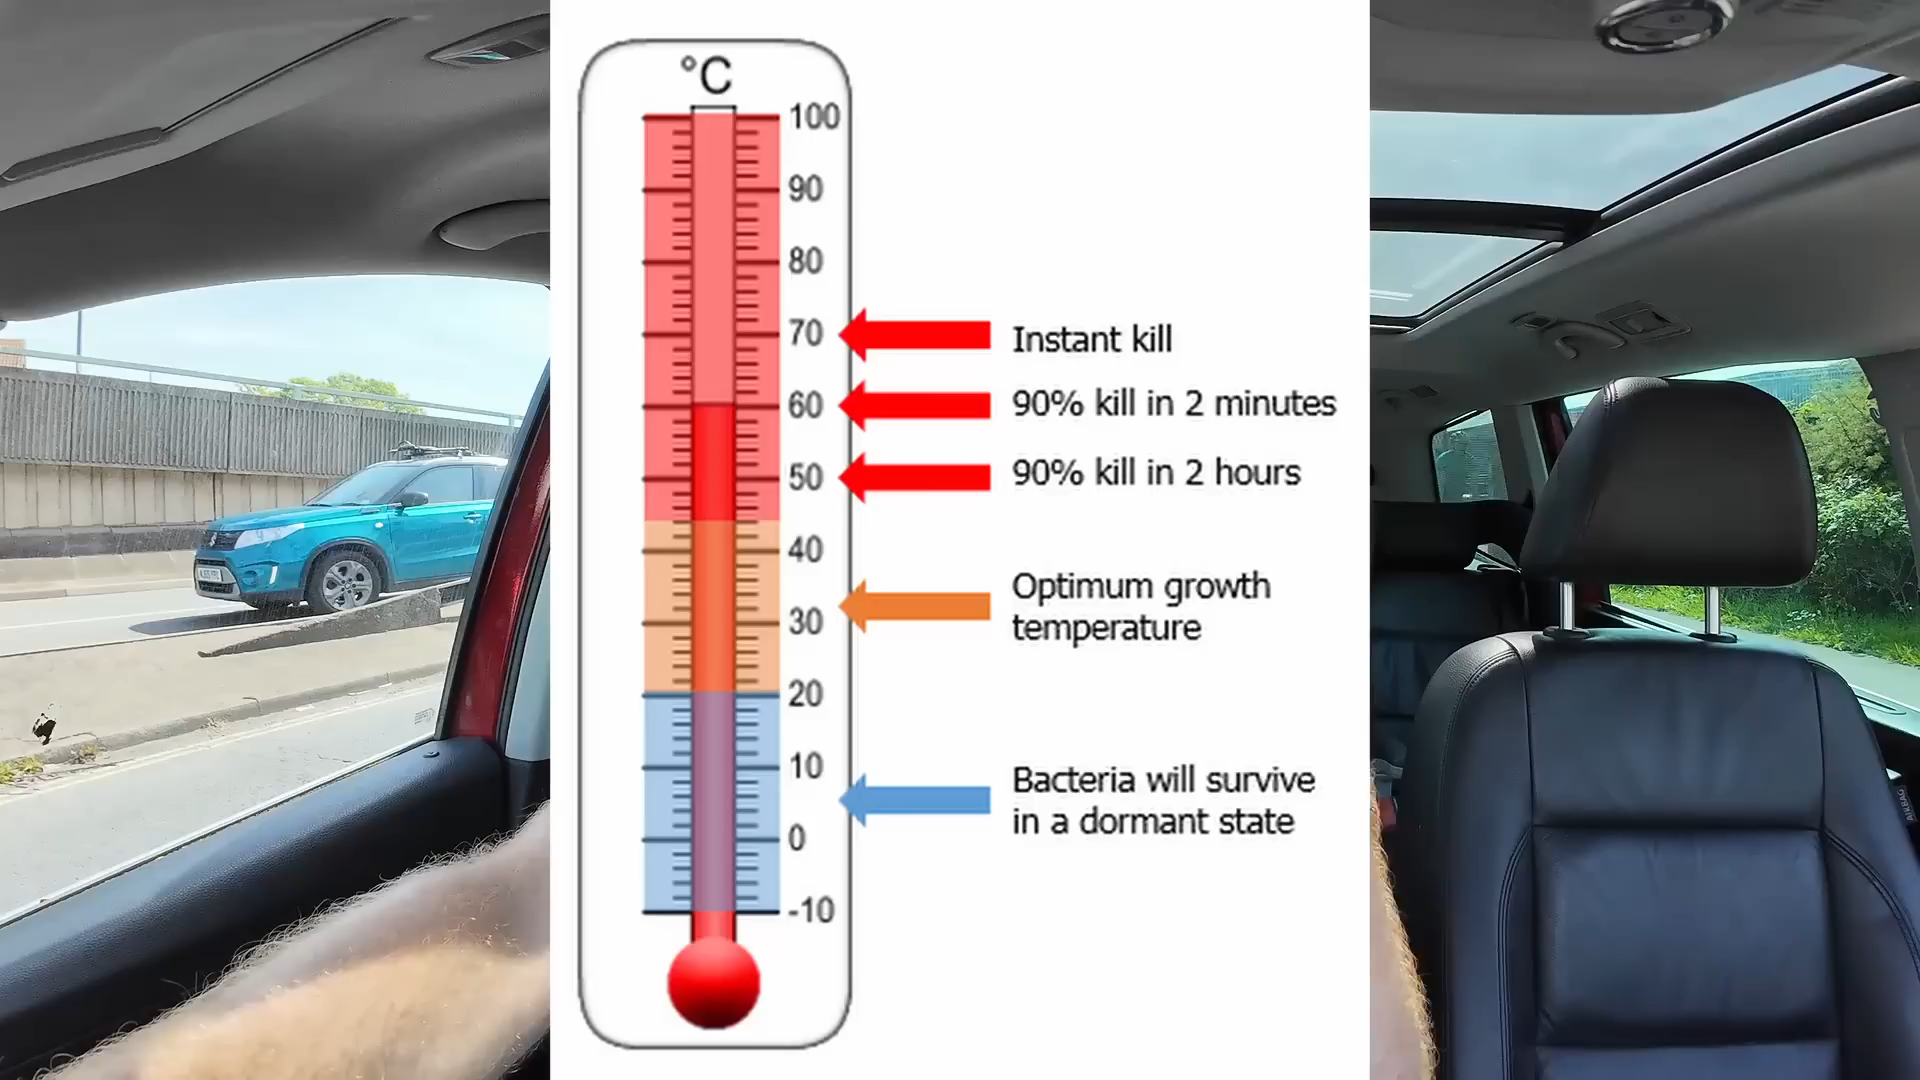 °C
100
90
80
70
60
50
40
30
20
10
0
-10
Instant kill
90% kill in 2 minutes
90% kill in 2 hours
Optimum growth
temperature
Bacteria will survive
in a dormant state
AIRBAG